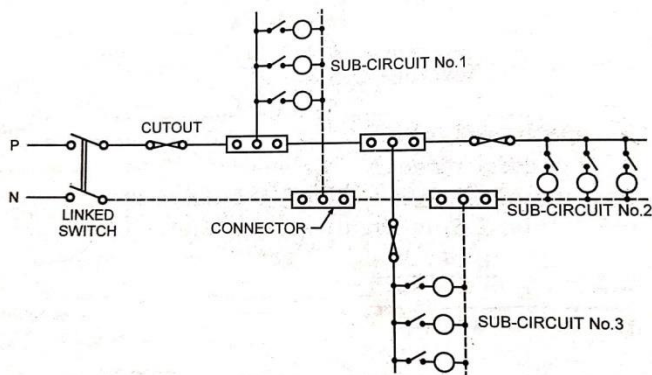 SUB-CIRCUIT No.1
CUTOUT
P
N
LINKED
SWITCH
CONNECTOR
SUB-CIRCUIT No.2
SUB-CIRCUIT No.3